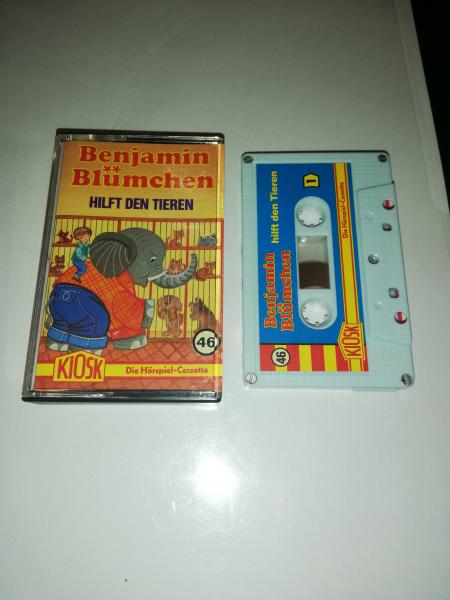 Benjamin
Blümchen
HILFT DEN TIEREN
46
KIOSK
Die Hörspiel-Cassette
1
Benjamin
Blümchen
hilft den Tieren
46
KIOSK
Die Hörspiel-Cassette